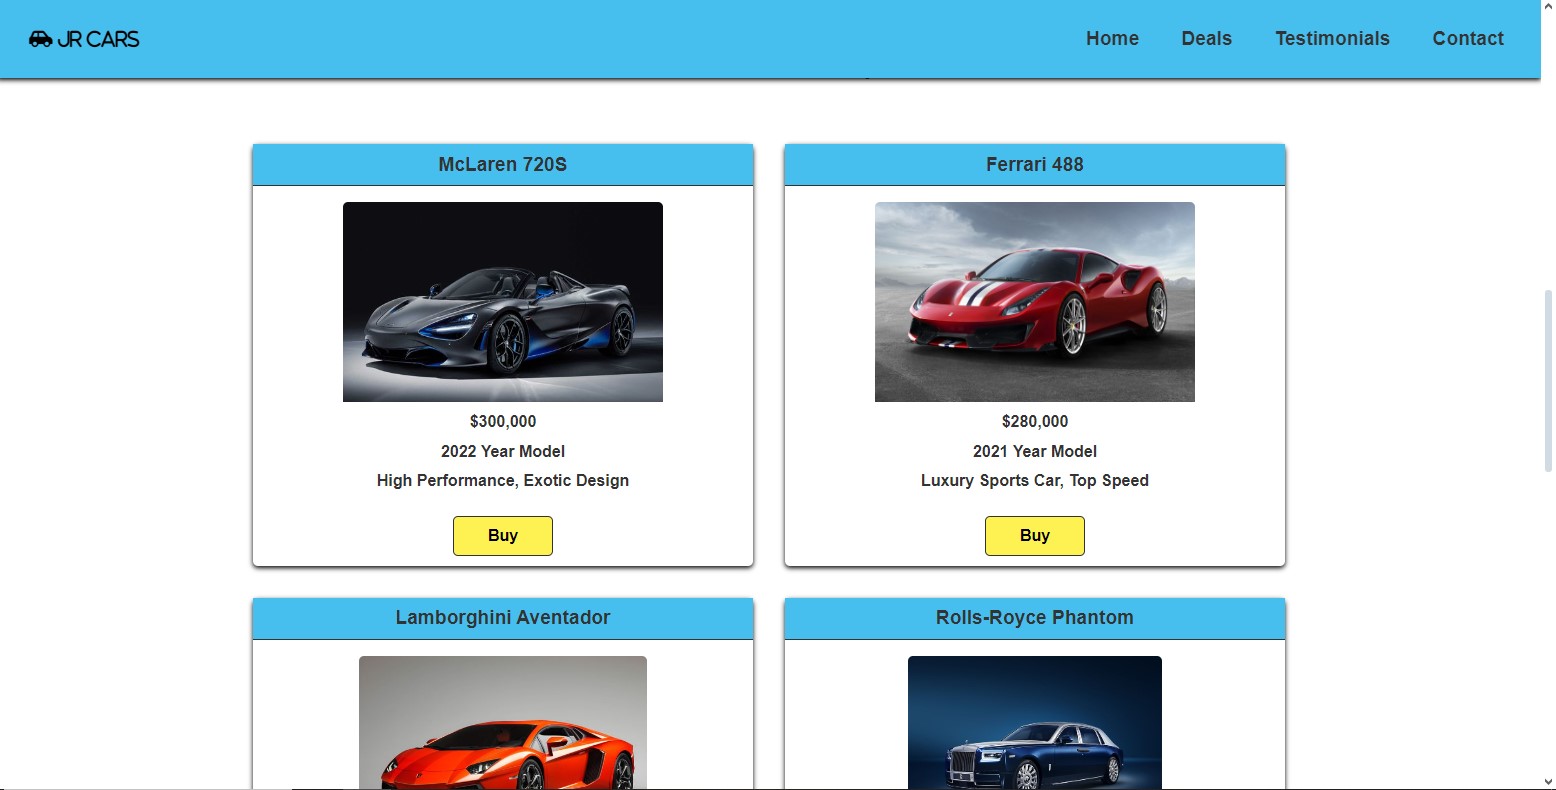 JR CARS
Home Deals Testimonials Contact
McLaren 720S
$300,000
2022 Year Model
High Performance, Exotic Design
Buy
Ferrari 488
$280,000
2021 Year Model
Luxury Sports Car, Top Speed
Buy
Lamborghini Aventador
Rolls-Royce Phantom